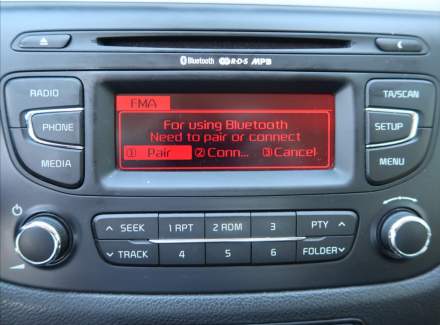 Bluetooth R·D·S MP3
RADIO
PHONE
MEDIA
FMA
For using Bluetooth
Need to pair or connect
① Pair ② Conn... ③ Cancel
TA/SCAN
SETUP
MENU
∧ SEEK 1 RPT 2 RDM 3 PTY ∧
∨ TRACK 4 5 6 FOLDER ∨